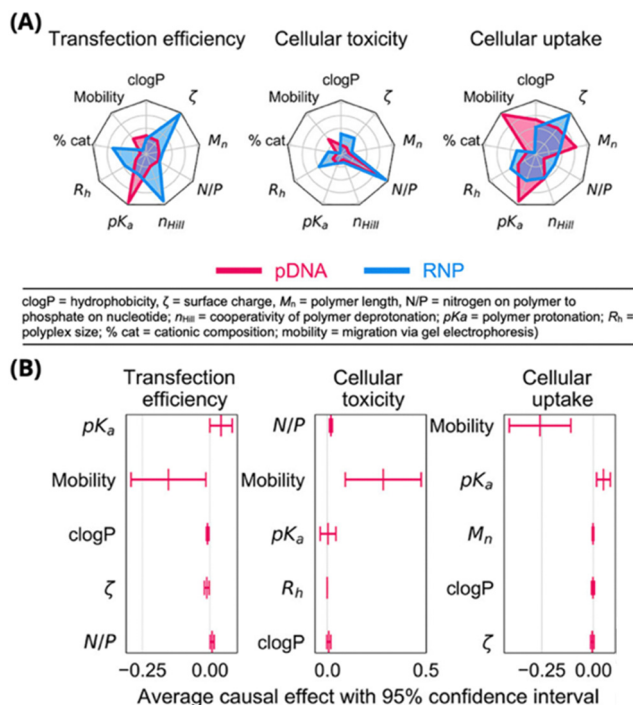 (A)
Transfection efficiency
Cellular toxicity
Cellular uptake
clogP
Mobility
ζ
% cat
Mn
Rh
N/P
pKa
nHill
clogP
Mobility
ζ
% cat
Mn
Rh
N/P
pKa
nHill
clogP
Mobility
ζ
% cat
Mn
Rh
N/P
pKa
nHill
pDNA
RNP
clogP = hydrophobicity, ζ = surface charge, Mn = polymer length, N/P = nitrogen on polymer to
phosphate on nucleotide; nHill = cooperativity of polymer deprotonation; pKa = polymer protonation; Rh =
polyplex size; % cat = cationic composition; mobility = migration via gel electrophoresis)
(B)
Transfection
efficiency
pKa
Mobility
clogP
ζ
N/P
−0.25
0.00
Cellular
toxicity
N/P
Mobility
pKa
Rh
clogP
0.0
0.5
Cellular
uptake
Mobility
pKa
Mn
clogP
ζ
−0.25
0.00
Average causal effect with 95% confidence interval